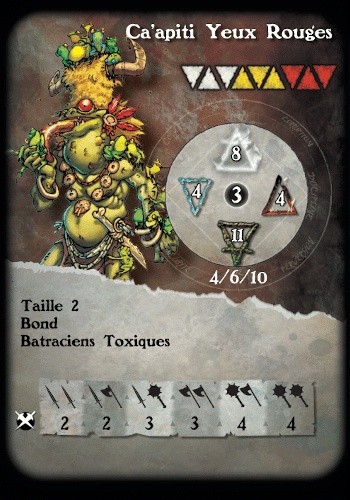 Ca'apiti Yeux Rouges
8
4 3 4
11
4/6/10
Taille 2
Bond
Batraciens Toxiques
2 2 3 3 4 4